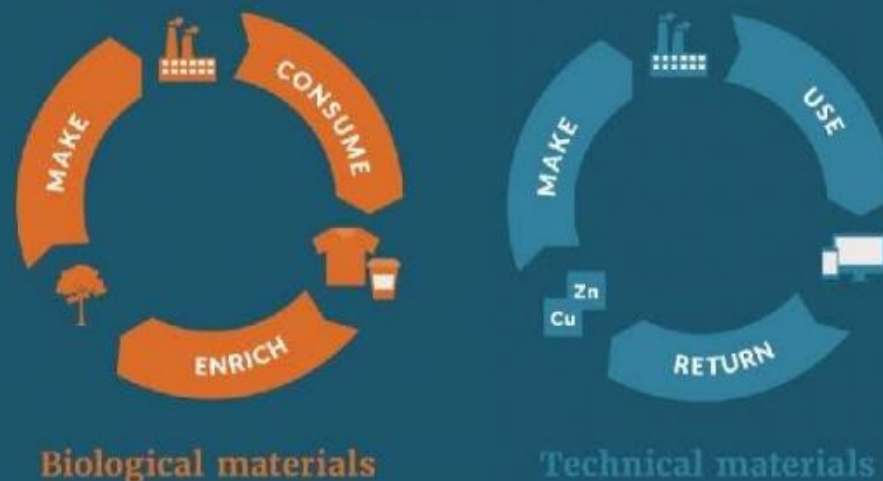 MAKE
CONSUME
ENRICH
Biological materials
MAKE
USE
Zn
Cu
RETURN
Technical materials